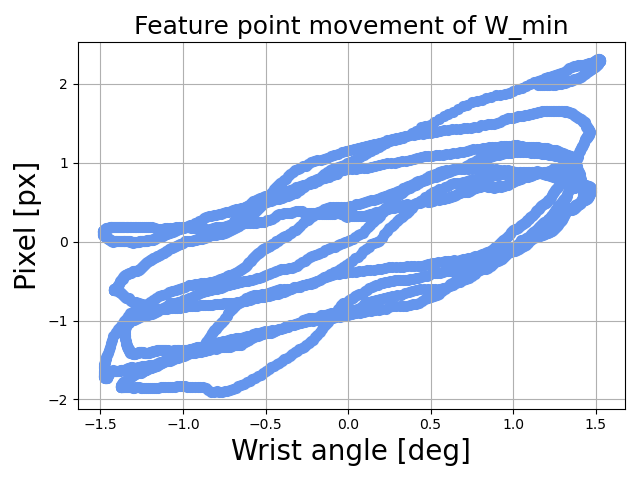 Feature point movement of W_min
Pixel [px]
2
1
0
−1
−2
−1.5 −1.0 −0.5 0.0 0.5 1.0 1.5
Wrist angle [deg]